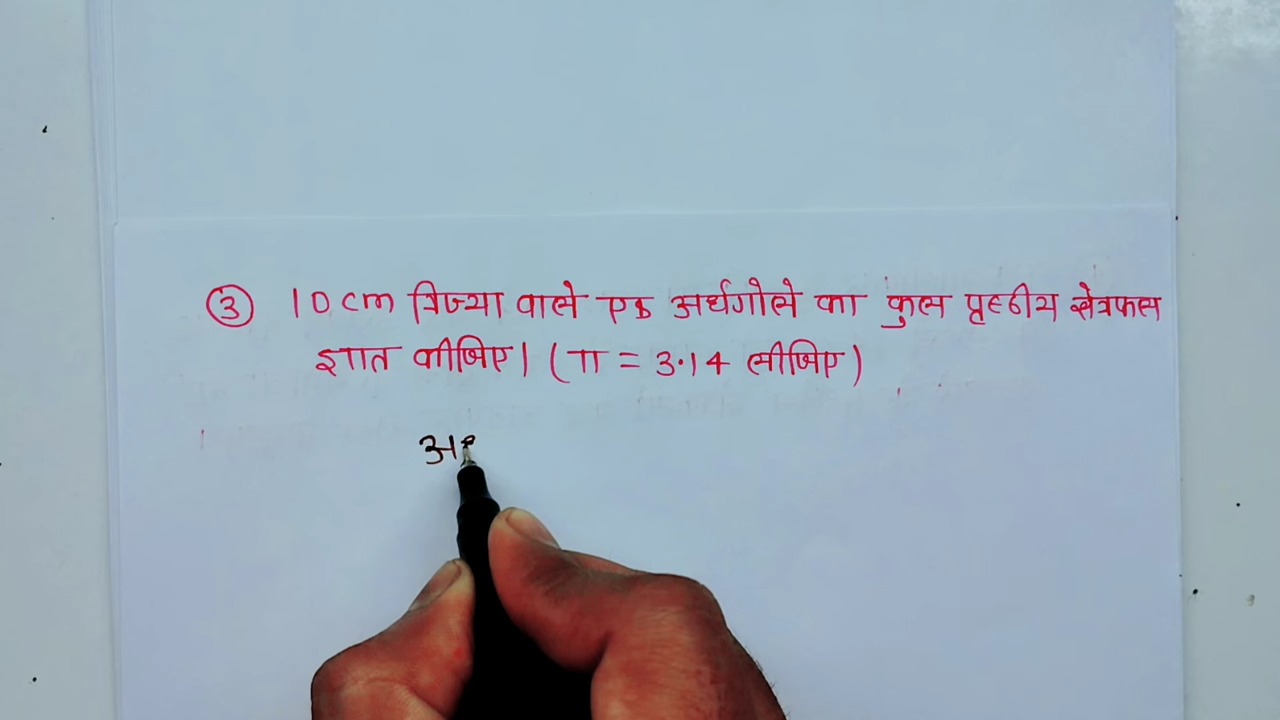 ③ 10 cm त्रिज्या वाले एक अर्धगोले का कुल पृष्ठीय क्षेत्रफल
ज्ञात कीजिए। (π = 3.14 लीजिए)